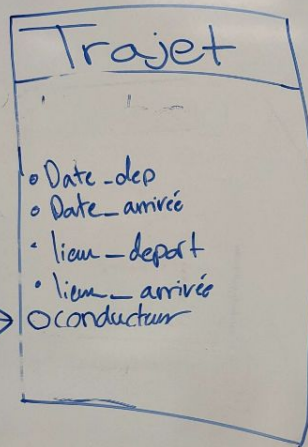 Trajet
o Date_dep
o Date_arrivée
• lieu_depart
• lieu_arrivée
O conducteur